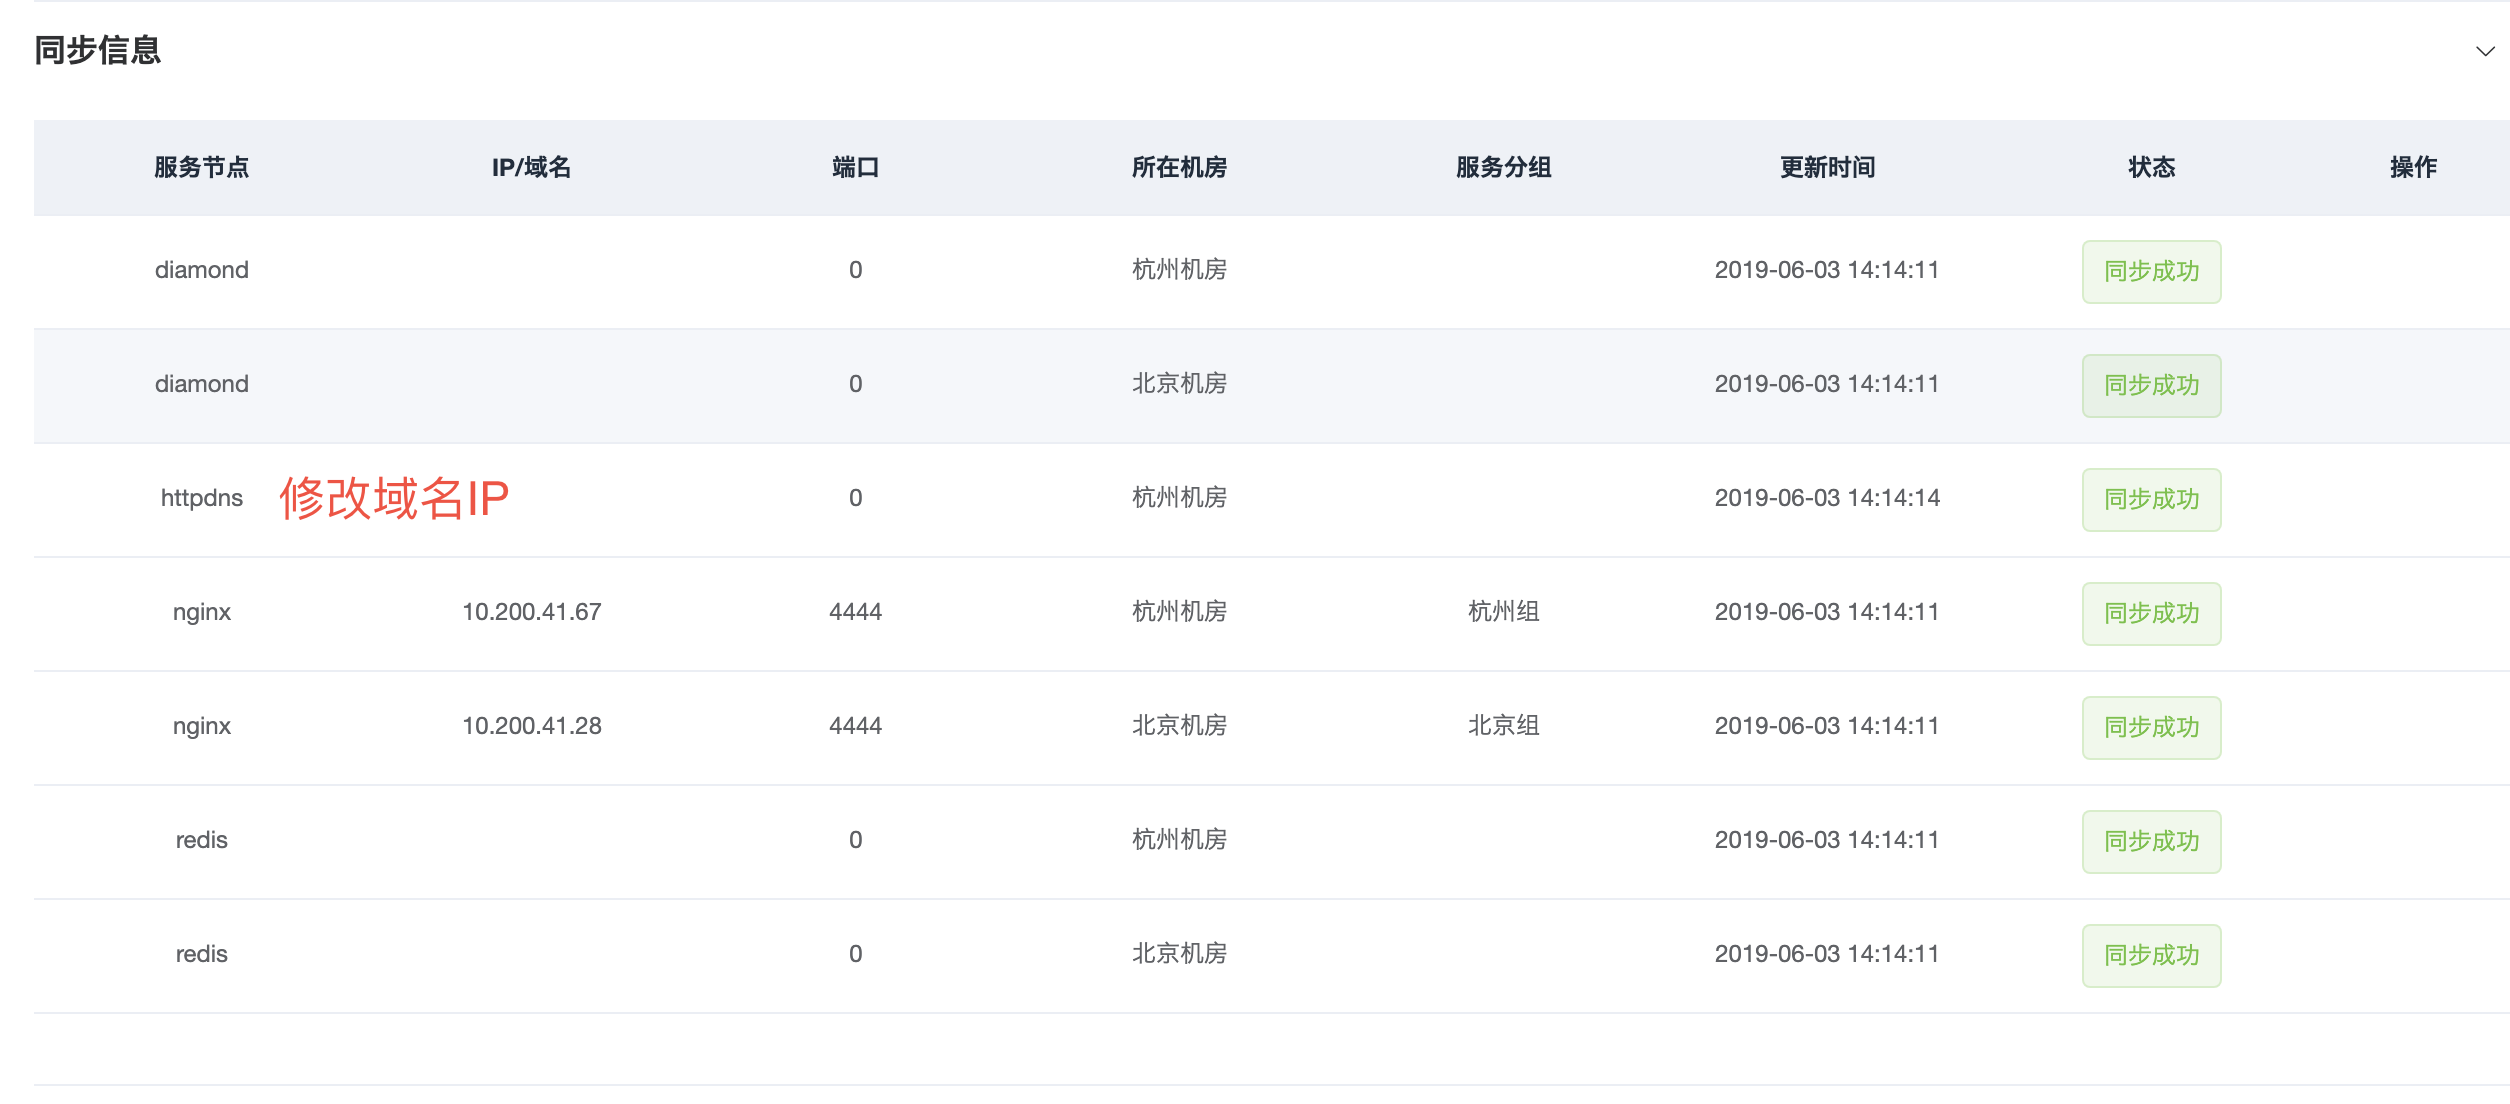 同步信息
服务节点 IP/域名 端口 所在机房 服务分组 更新时间 状态 操作
diamond 0 杭州机房 2019-06-03 14:14:11 同步成功
diamond 0 北京机房 2019-06-03 14:14:11 同步成功
httpdns 修改域名IP 0 杭州机房 2019-06-03 14:14:14 同步成功
nginx 10.200.41.67 4444 杭州机房 杭州组 2019-06-03 14:14:11 同步成功
nginx 10.200.41.28 4444 北京机房 北京组 2019-06-03 14:14:11 同步成功
redis 0 杭州机房 2019-06-03 14:14:11 同步成功
redis 0 北京机房 2019-06-03 14:14:11 同步成功